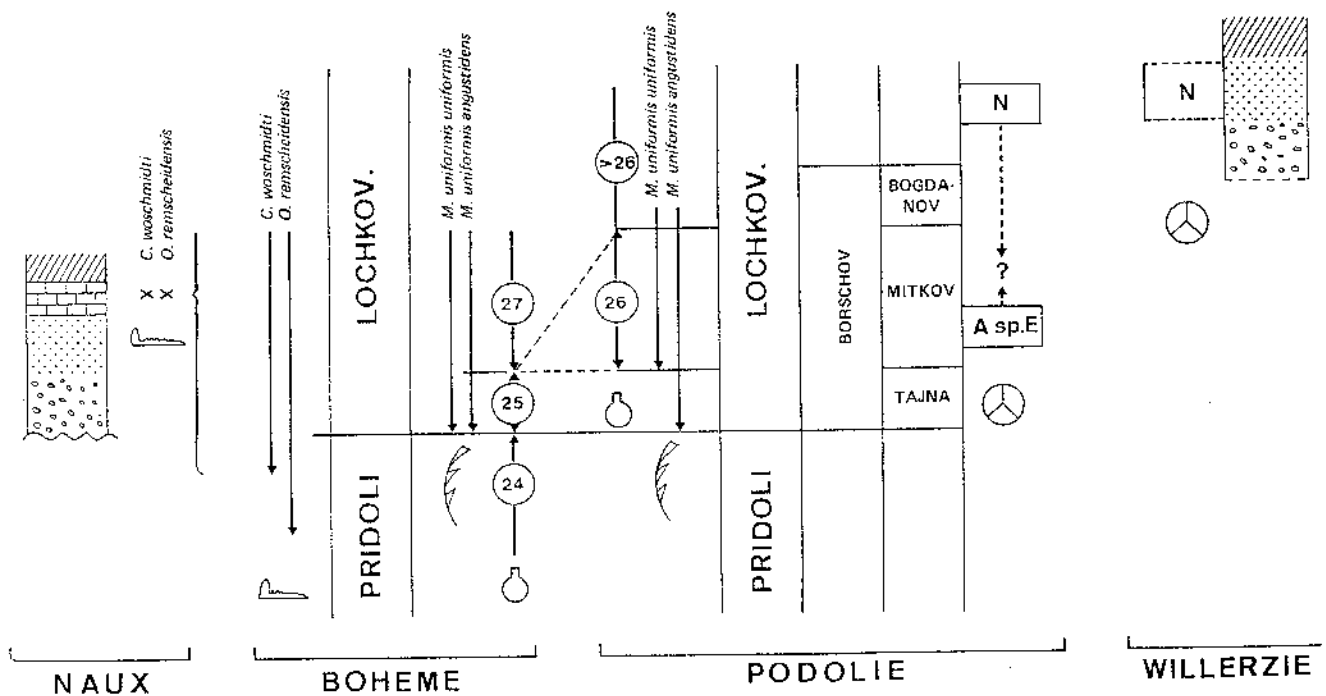 C. woschmidti
O. remscheidensis
X X
X X
C. woschmidti
O. remscheidensis
LOCHKOV.
PRIDOLI
M. uniformis uniformis
M. uniformis angustidens
27
25
24
>26
26
M. uniformis uniformis
M. uniformis angustidens
LOCHKOV.
PRIDOLI
BORSCHOV
BOGDA-
NOV
MITKOV
TAJNA
N
?
A sp.E
N
NAUX
BOHEME
PODOLIE
WILLERZIE